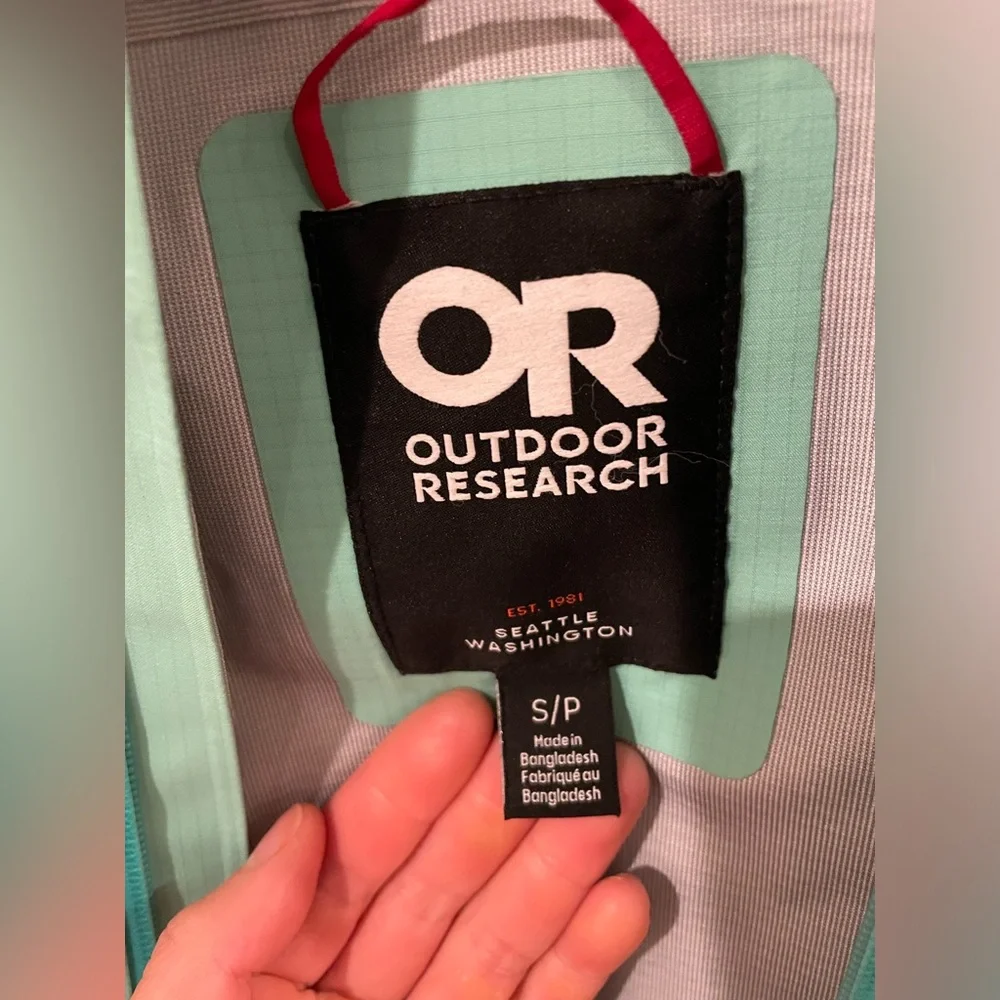 OR
OUTDOOR
RESEARCH
EST. 1981
SEATTLE
WASHINGTON
S/P
Made in
Bangladesh
Fabriqué au
Bangladesh